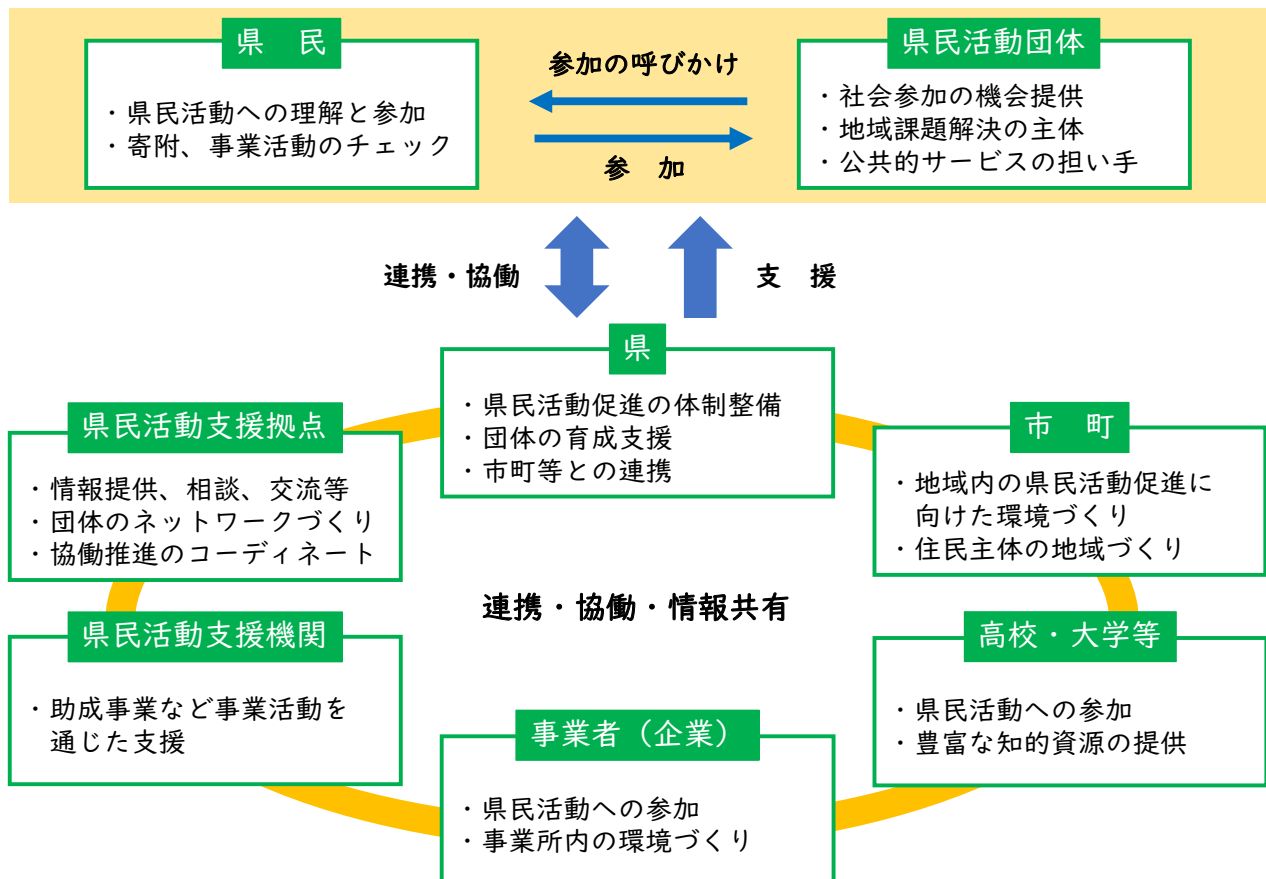 県　民
・県民活動への理解と参加
・寄附、事業活動のチェック
参加の呼びかけ
参　加
県民活動団体
・社会参加の機会提供
・地域課題解決の主体
・公共的サービスの担い手
連携・協働
支　援
県
・県民活動促進の体制整備
・団体の育成支援
・市町等との連携
県民活動支援拠点
・情報提供、相談、交流等
・団体のネットワークづくり
・協働推進のコーディネート
市　町
・地域内の県民活動促進に
向けた環境づくり
・住民主体の地域づくり
連携・協働・情報共有
県民活動支援機関
・助成事業など事業活動を
通じた支援
高校・大学等
・県民活動への参加
・豊富な知的資源の提供
事業者（企業）
・県民活動への参加
・事業所内の環境づくり